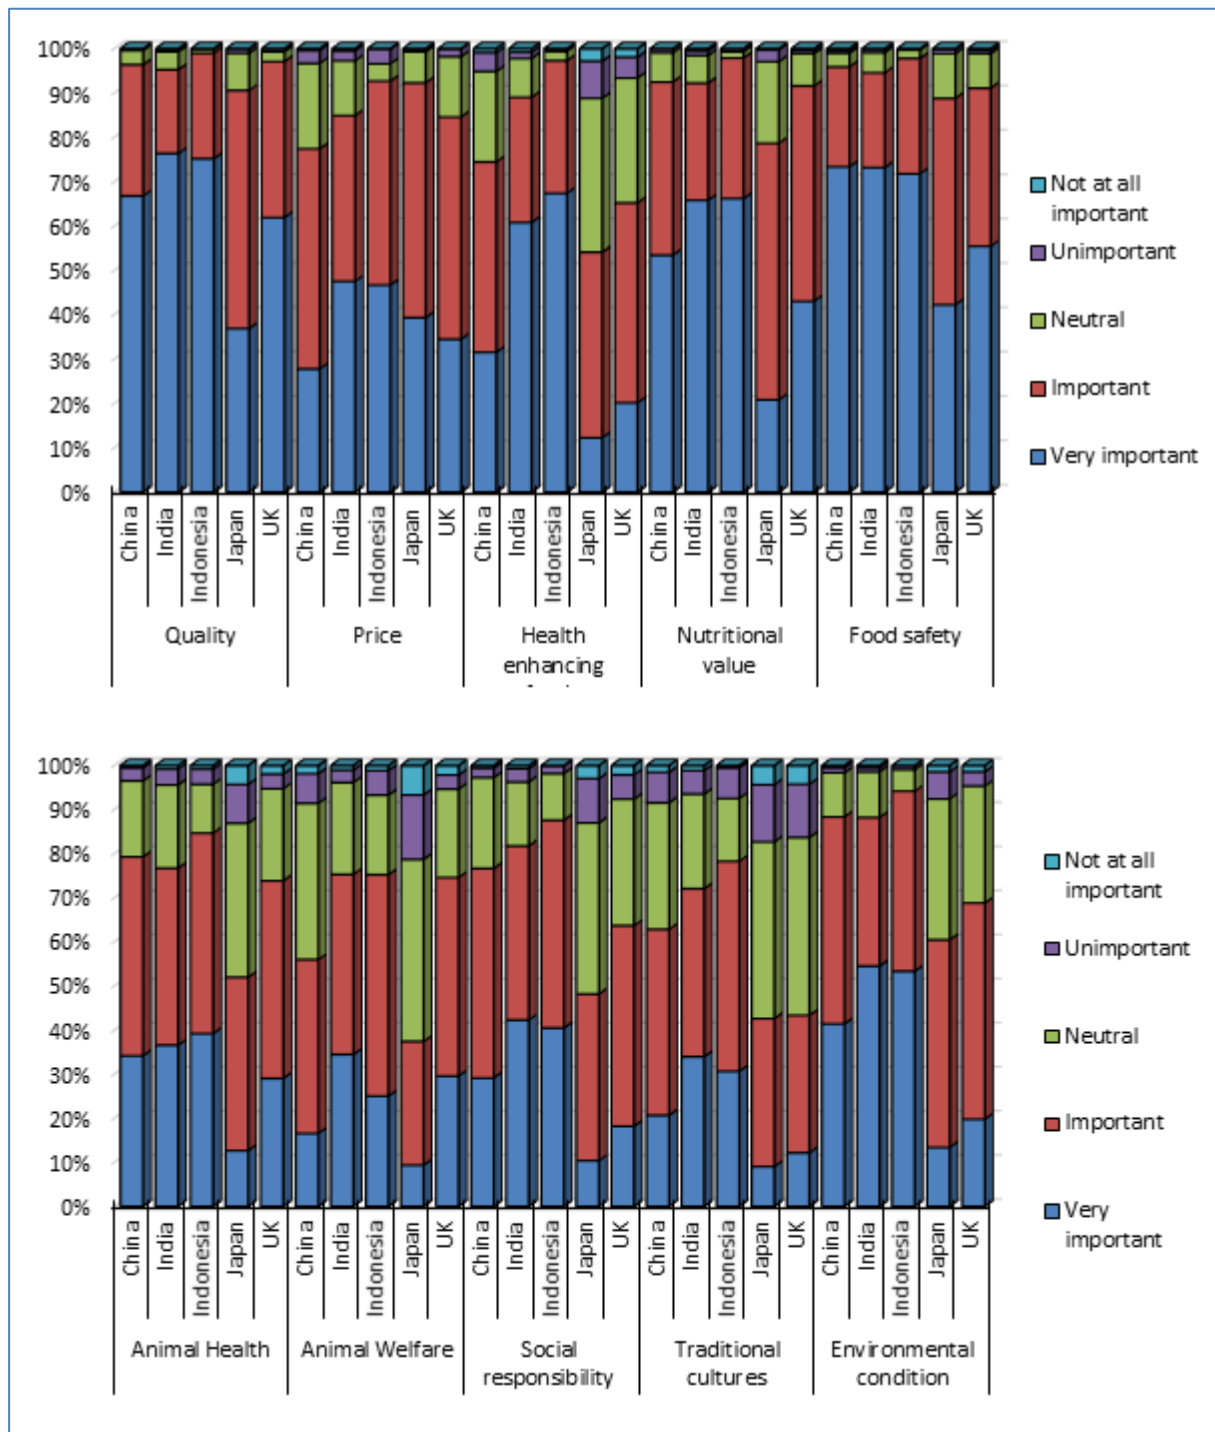 100%
90%
80%
70%
60%
50%
40%
30%
20%
10%
0%
China
India
Indonesia
Japan
UK
China
India
Indonesia
Japan
UK
China
India
Indonesia
Japan
UK
China
India
Indonesia
Japan
UK
China
India
Indonesia
Japan
UK
Quality
Price
Health
enhancing
Nutritional
value
Food safety
Not at all
important
Unimportant
Neutral
Important
Very important
100%
90%
80%
70%
60%
50%
40%
30%
20%
10%
0%
China
India
Indonesia
Japan
UK
China
India
Indonesia
Japan
UK
China
India
Indonesia
Japan
UK
China
India
Indonesia
Japan
UK
China
India
Indonesia
Japan
UK
Animal Health
Animal Welfare
Social
responsibility
Traditional
cultures
Environmental
condition
Not at all
important
Unimportant
Neutral
Important
Very
important